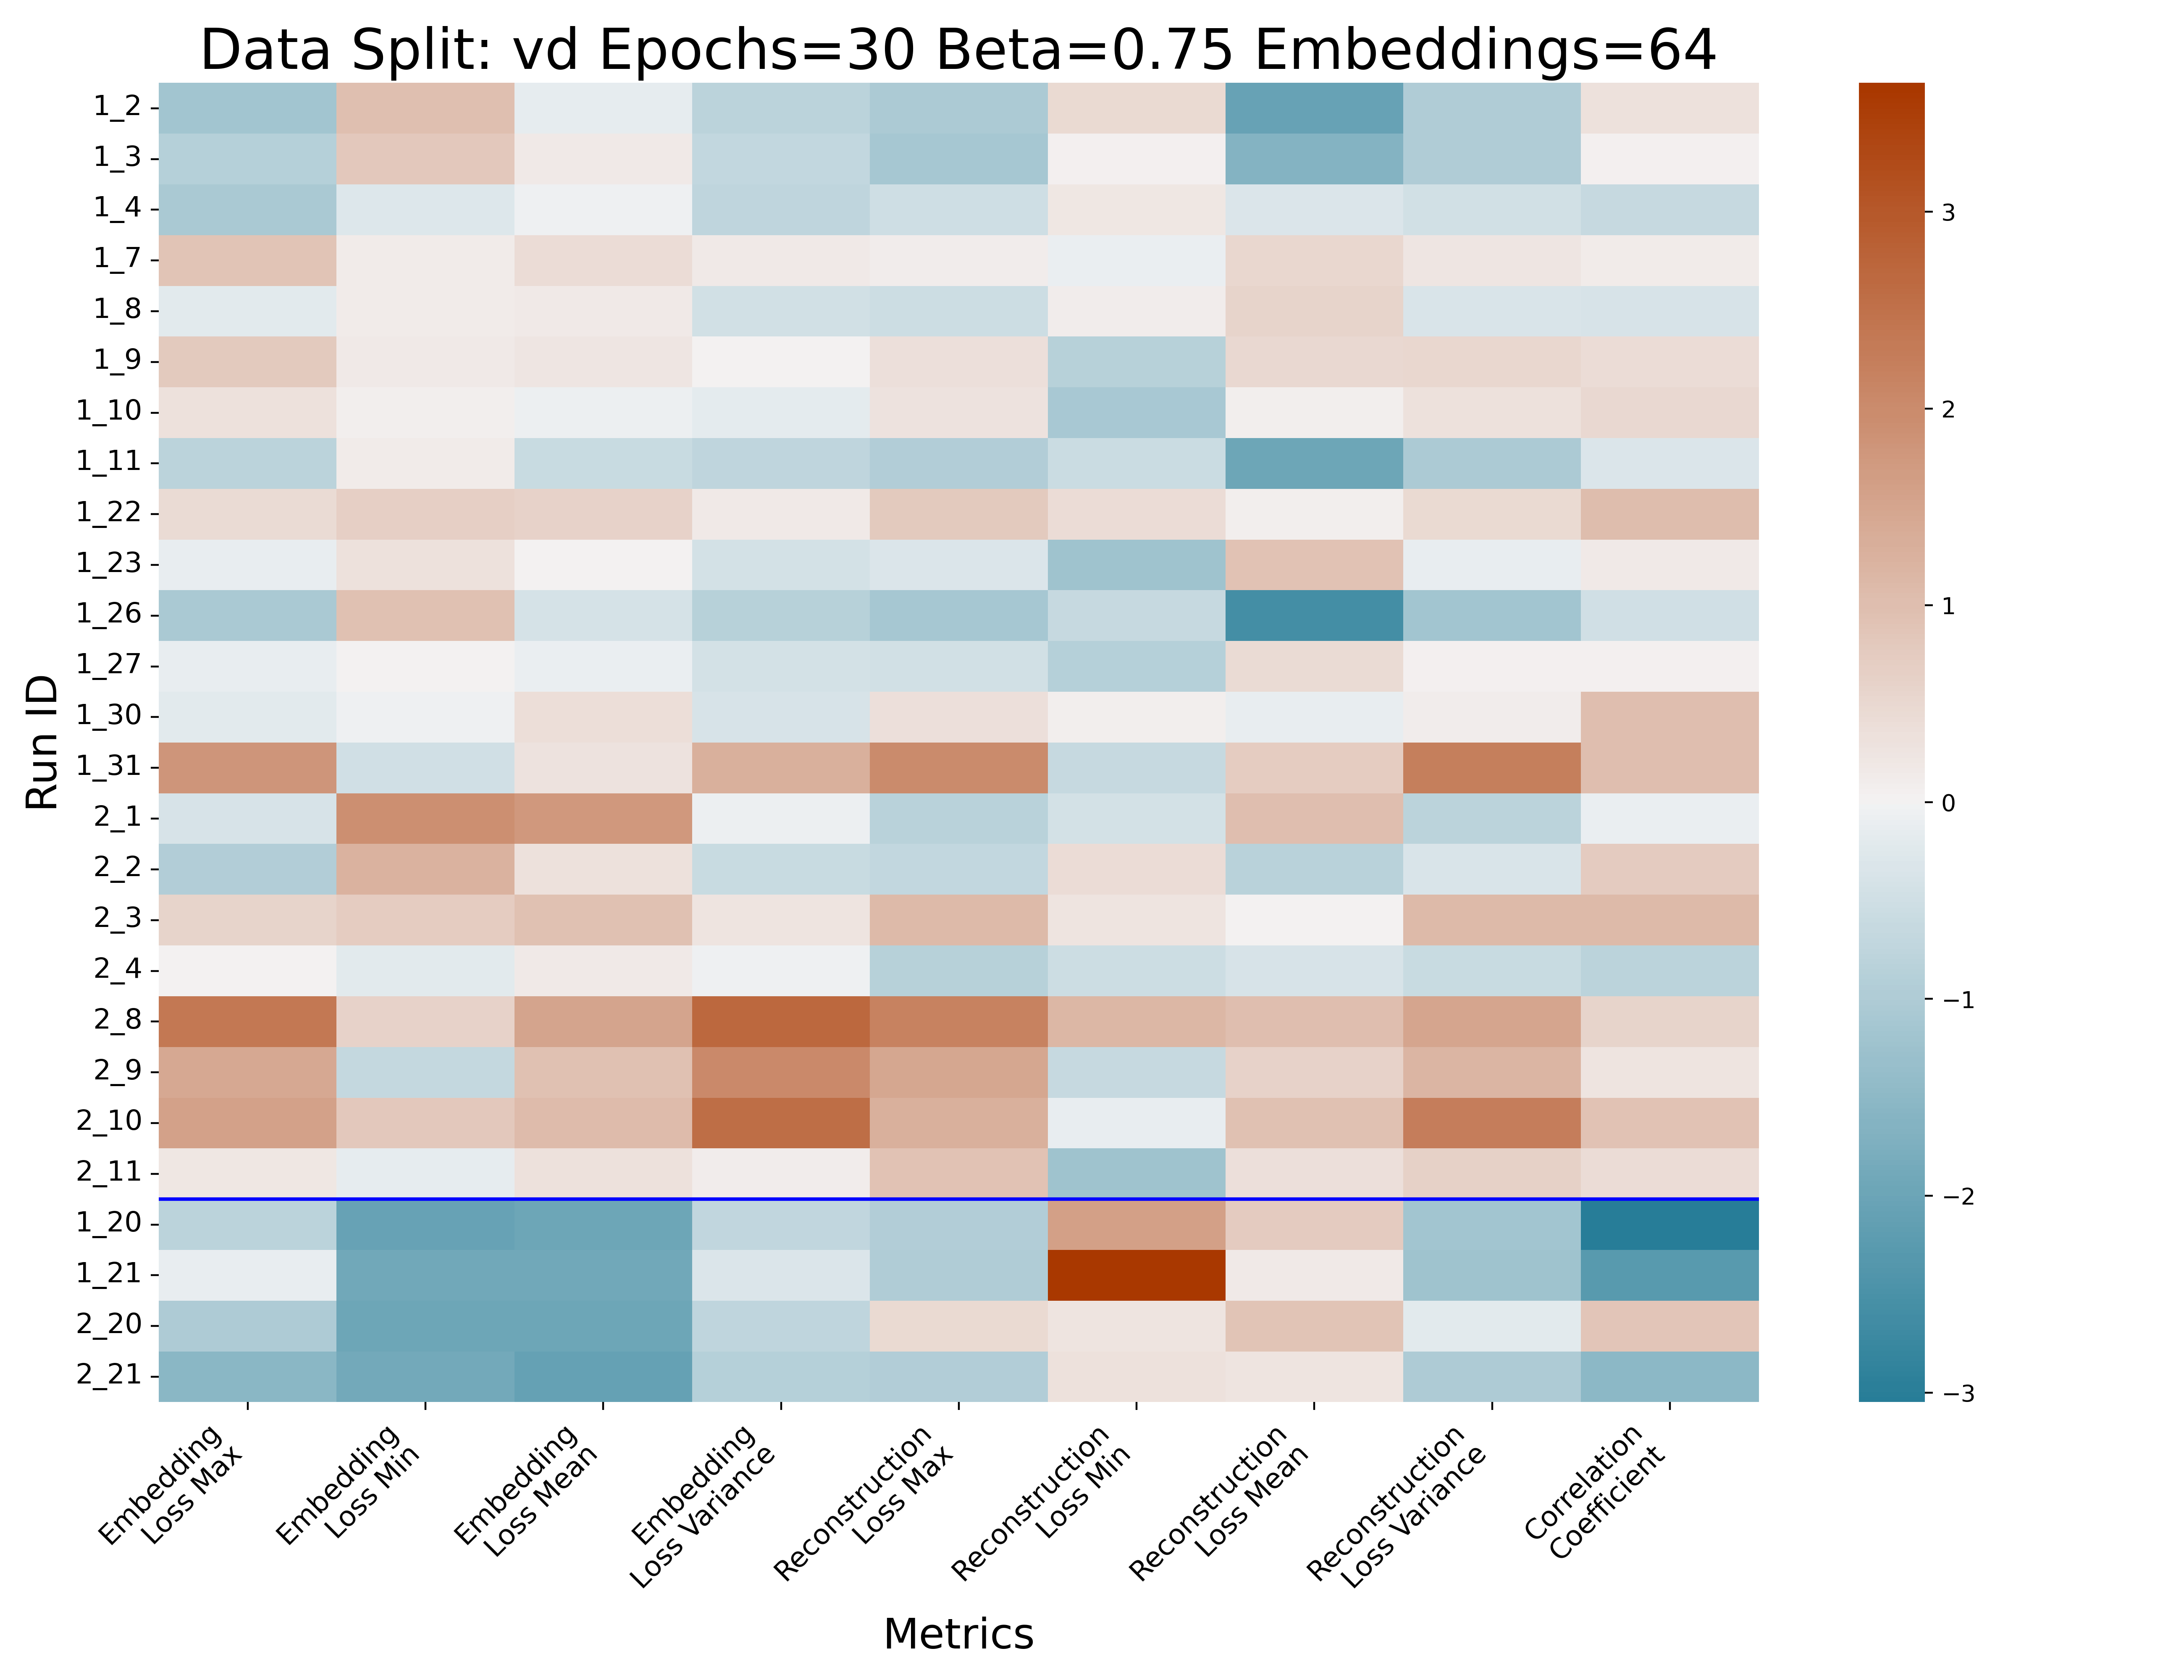 Data Split: vd Epochs=30 Beta=0.75 Embeddings=64
Run ID
1_2
1_3
1_4
1_7
1_8
1_9
1_10
1_11
1_22
1_23
1_26
1_27
1_30
1_31
2_1
2_2
2_3
2_4
2_8
2_9
2_10
2_11
1_20
1_21
2_20
2_21
Embedding
Loss Max
Embedding
Loss Min
Embedding
Loss Mean
Embedding
Loss Variance
Reconstruction
Loss Max
Reconstruction
Loss Min
Reconstruction
Loss Mean
Reconstruction
Loss Variance
Correlation
Coefficient
Metrics
3
2
1
0
−1
−2
−3